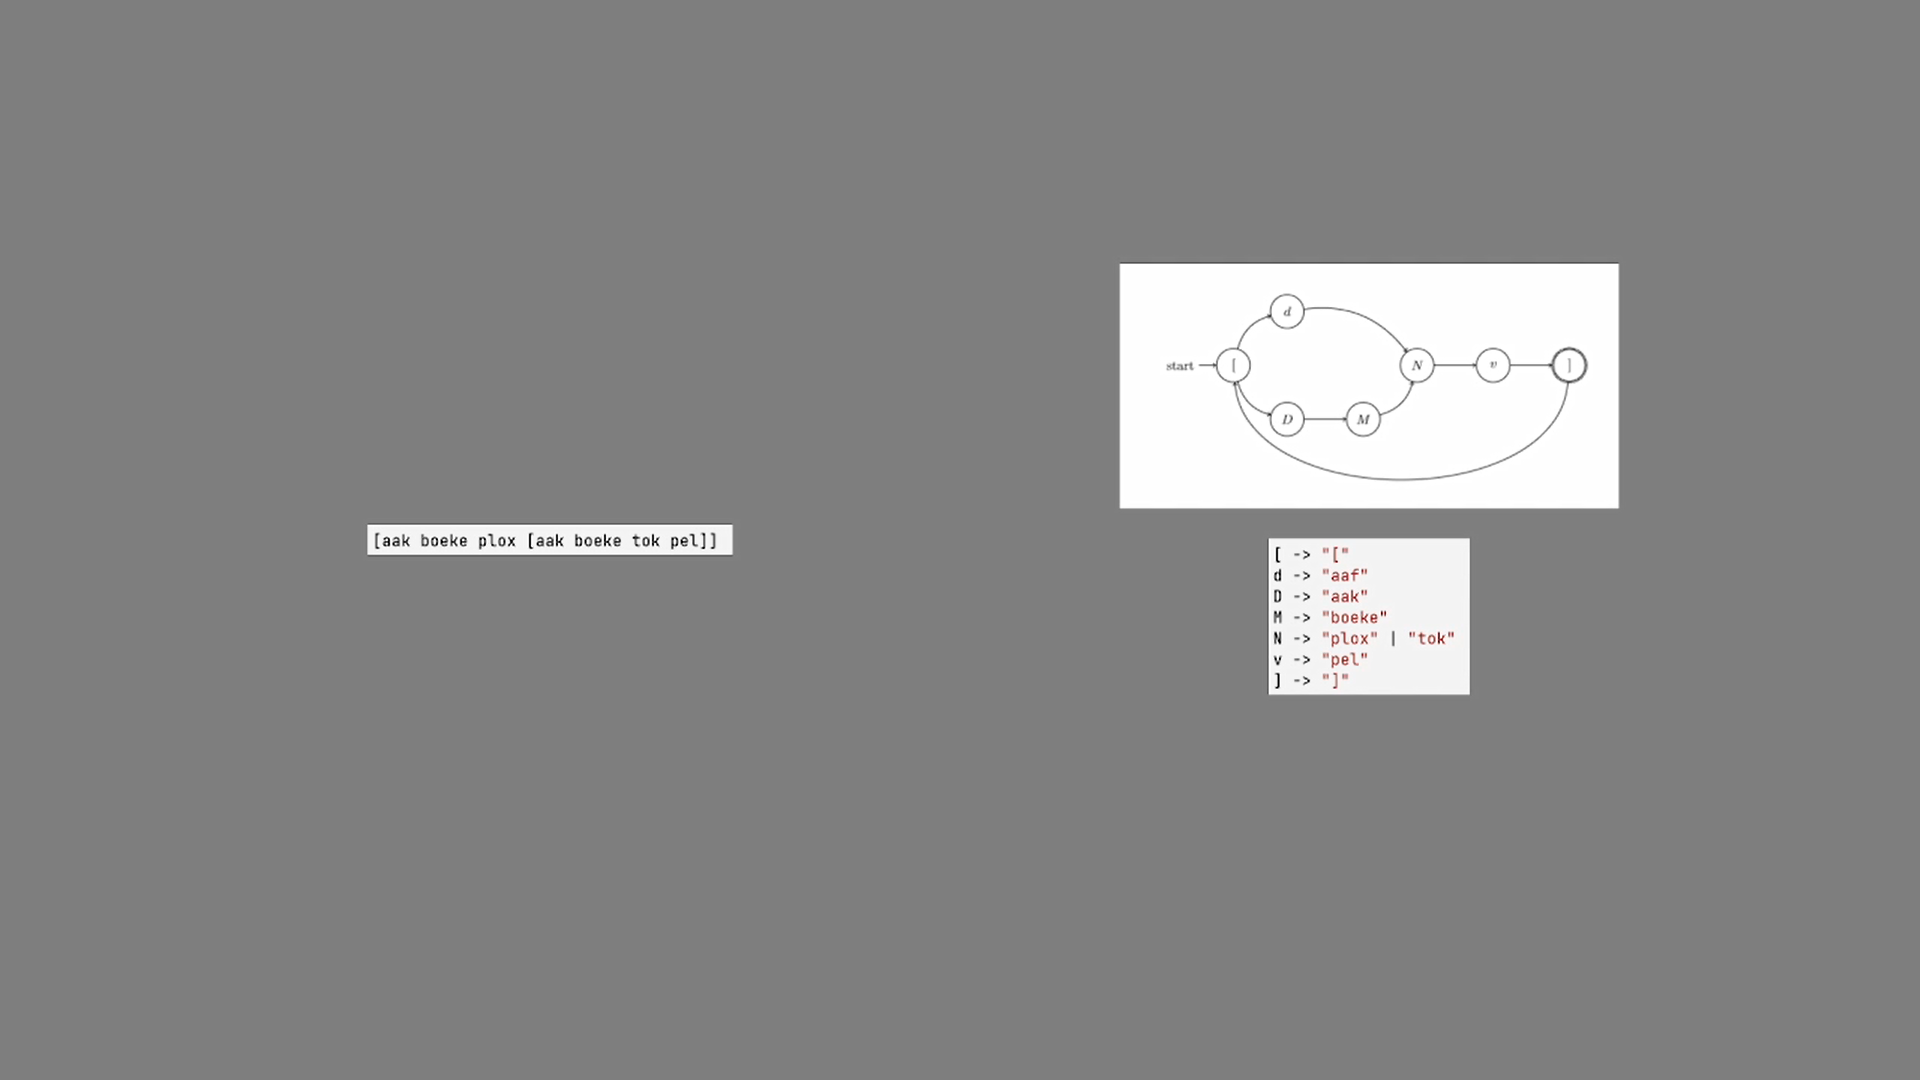 [aak boeke plox [aak boeke tok pel]]
d
start [ N v ]
D M
[ -> "["
d -> "aaf"
D -> "aak"
M -> "boeke"
N -> "plox" | "tok"
v -> "pel"
] -> "]"